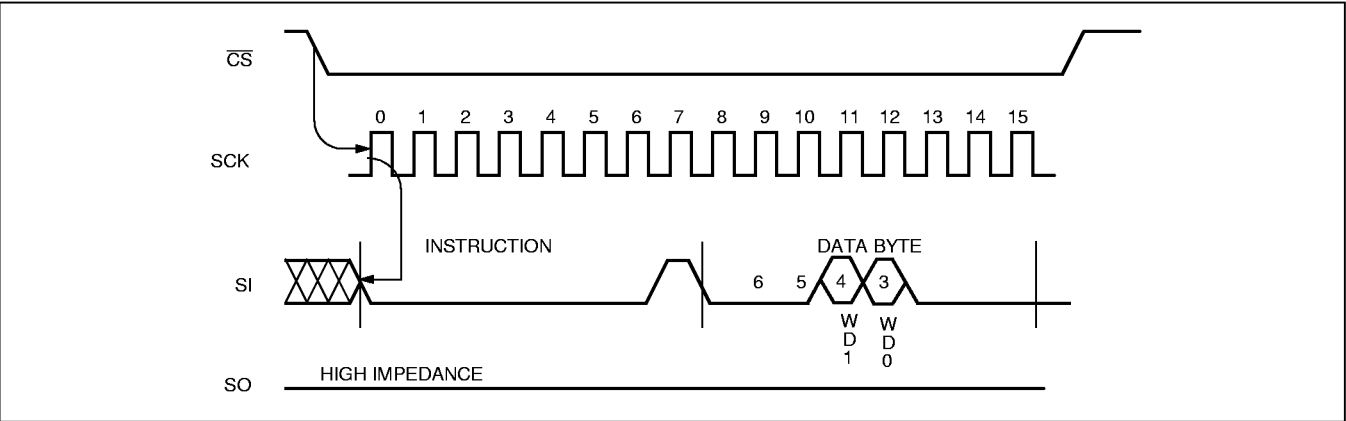 CS
0 1 2 3 4 5 6 7 8 9 10 11 12 13 14 15
SCK
INSTRUCTION
DATA BYTE
SI
6 5 4 3
W
D
1
W
D
0
HIGH IMPEDANCE
SO